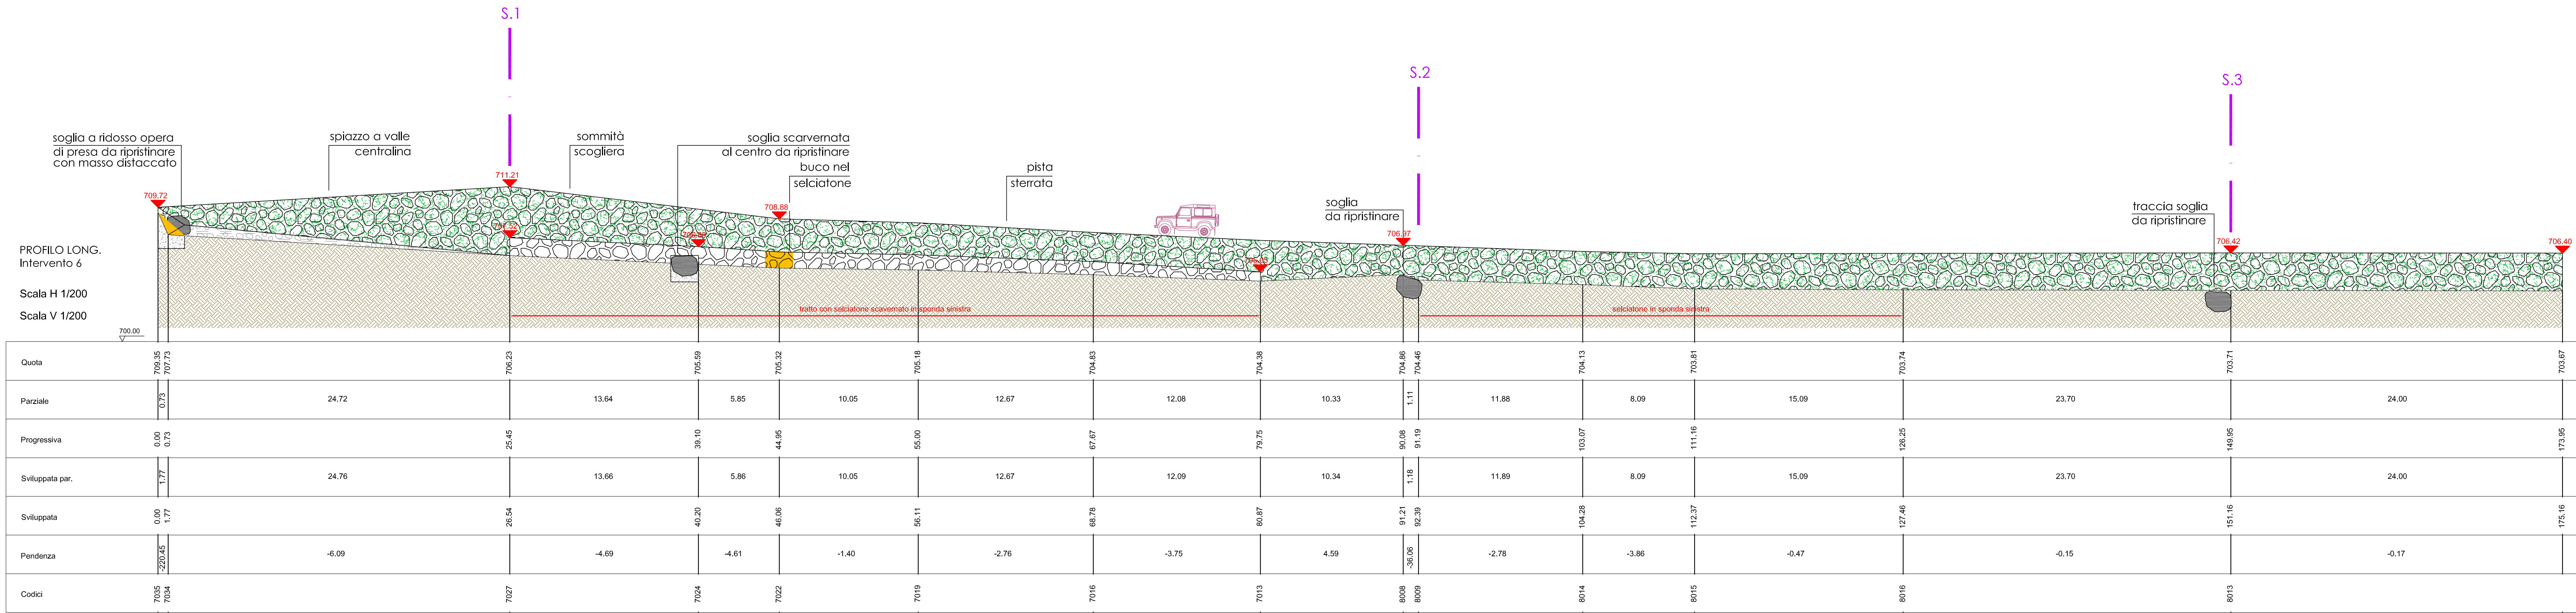 S.1
S.2
S.3
soglia a ridosso opera
di presa da ripristinare
con masso distaccato
spiazzo a valle
centralina
sommità
scogliera
soglia scarvernata
al centro da ripristinare
buco nel
selciatone
pista
sterrata
soglia
da ripristinare
traccia soglia
da ripristinare
709.72
711.21
708.88
706.97
706.42
706.40
PROFILO LONG.
Intervento 6
Scala H 1/200
Scala V 1/200
700.00
tratto con selciatone scavernato in sponda sinistra
selciatone in sponda sinistra
Quota 709.35 707.73 706.23 705.59 705.32 705.18 704.83 704.38 704.86 704.46 704.13 703.81 703.74 703.71 703.67
Parziale 0.73 24.72 13.64 5.85 10.05 12.67 12.08 10.33 1.11 11.88 8.09 15.09 23.70 24.00
Progressiva 0.00 0.73 25.45 39.10 44.95 55.00 67.67 79.75 90.08 91.19 103.07 111.16 126.25 149.95 173.95
Sviluppata par. 1.77 24.76 13.66 5.86 10.05 12.67 12.09 10.34 1.18 11.89 8.09 15.09 23.70 24.00
Sviluppata 0.00 1.77 26.54 40.20 46.06 56.11 68.78 80.87 91.21 92.39 104.28 112.37 127.46 151.16 175.16
Pendenza -220.45 -6.09 -4.69 -4.61 -1.40 -2.76 -3.75 4.59 -36.06 -2.78 -3.86 -0.47 -0.15 -0.17
Codici 7035 7034 7027 7024 7022 7019 7016 7013 8008 8009 8014 8015 8016 8013